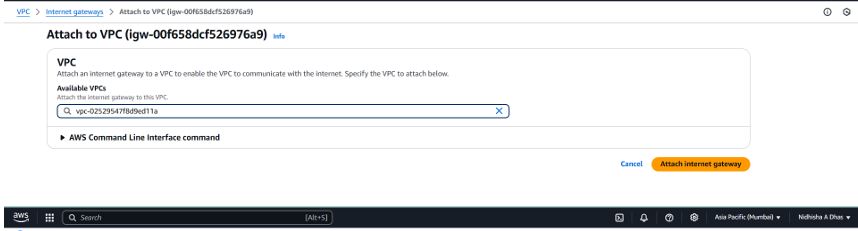 VPC > Internet gateways > Attach to VPC (igw-00f658dcf526976a9)
Attach to VPC (igw-00f658dcf526976a9) Info
VPC
Attach an internet gateway to a VPC to enable the VPC to communicate with the internet. Specify the VPC to attach below.
Available VPCs
Attach the internet gateway to this VPC.
vpc-02529547f8d9ed11a
AWS Command Line Interface command
Cancel Attach internet gateway
aws Search [Alt+S] Asia Pacific (Mumbai) Nidhisha A Dhas